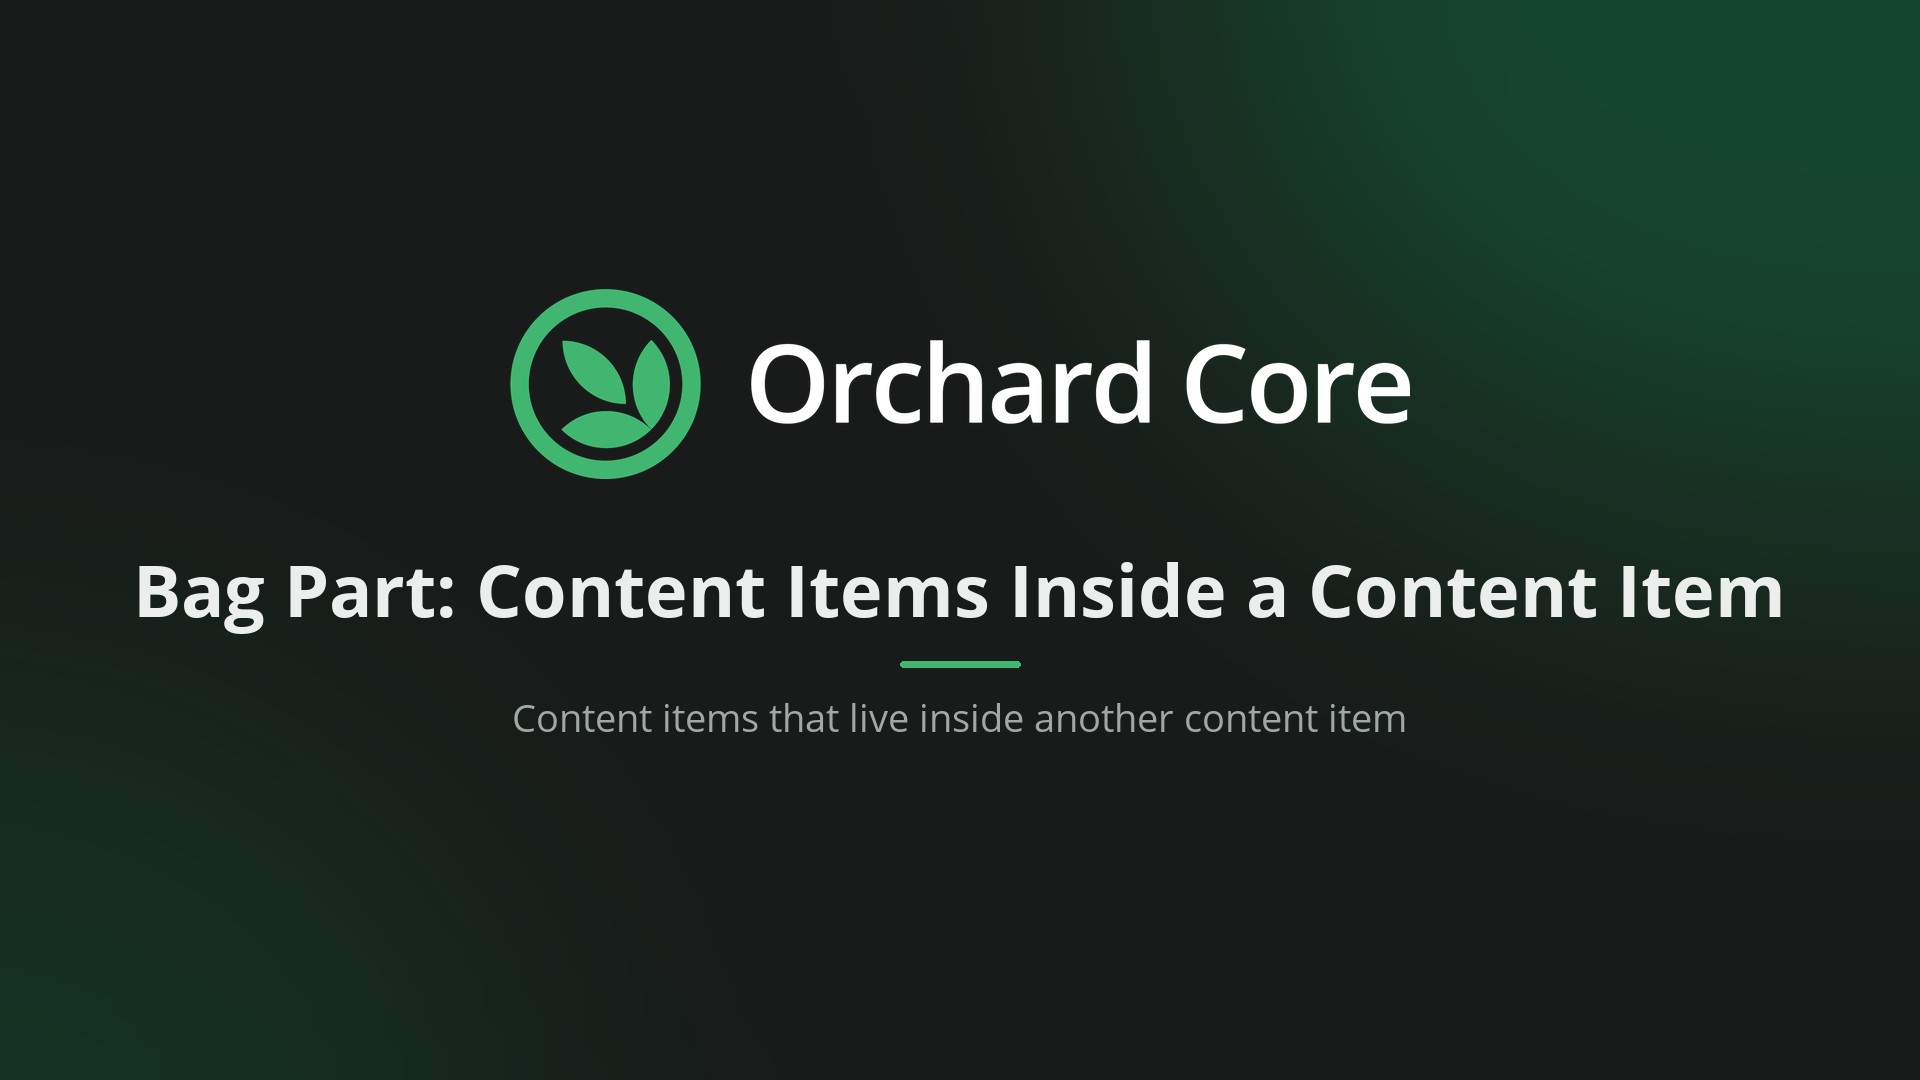 Orchard Core
Bag Part: Content Items Inside a Content Item
Content items that live inside another content item